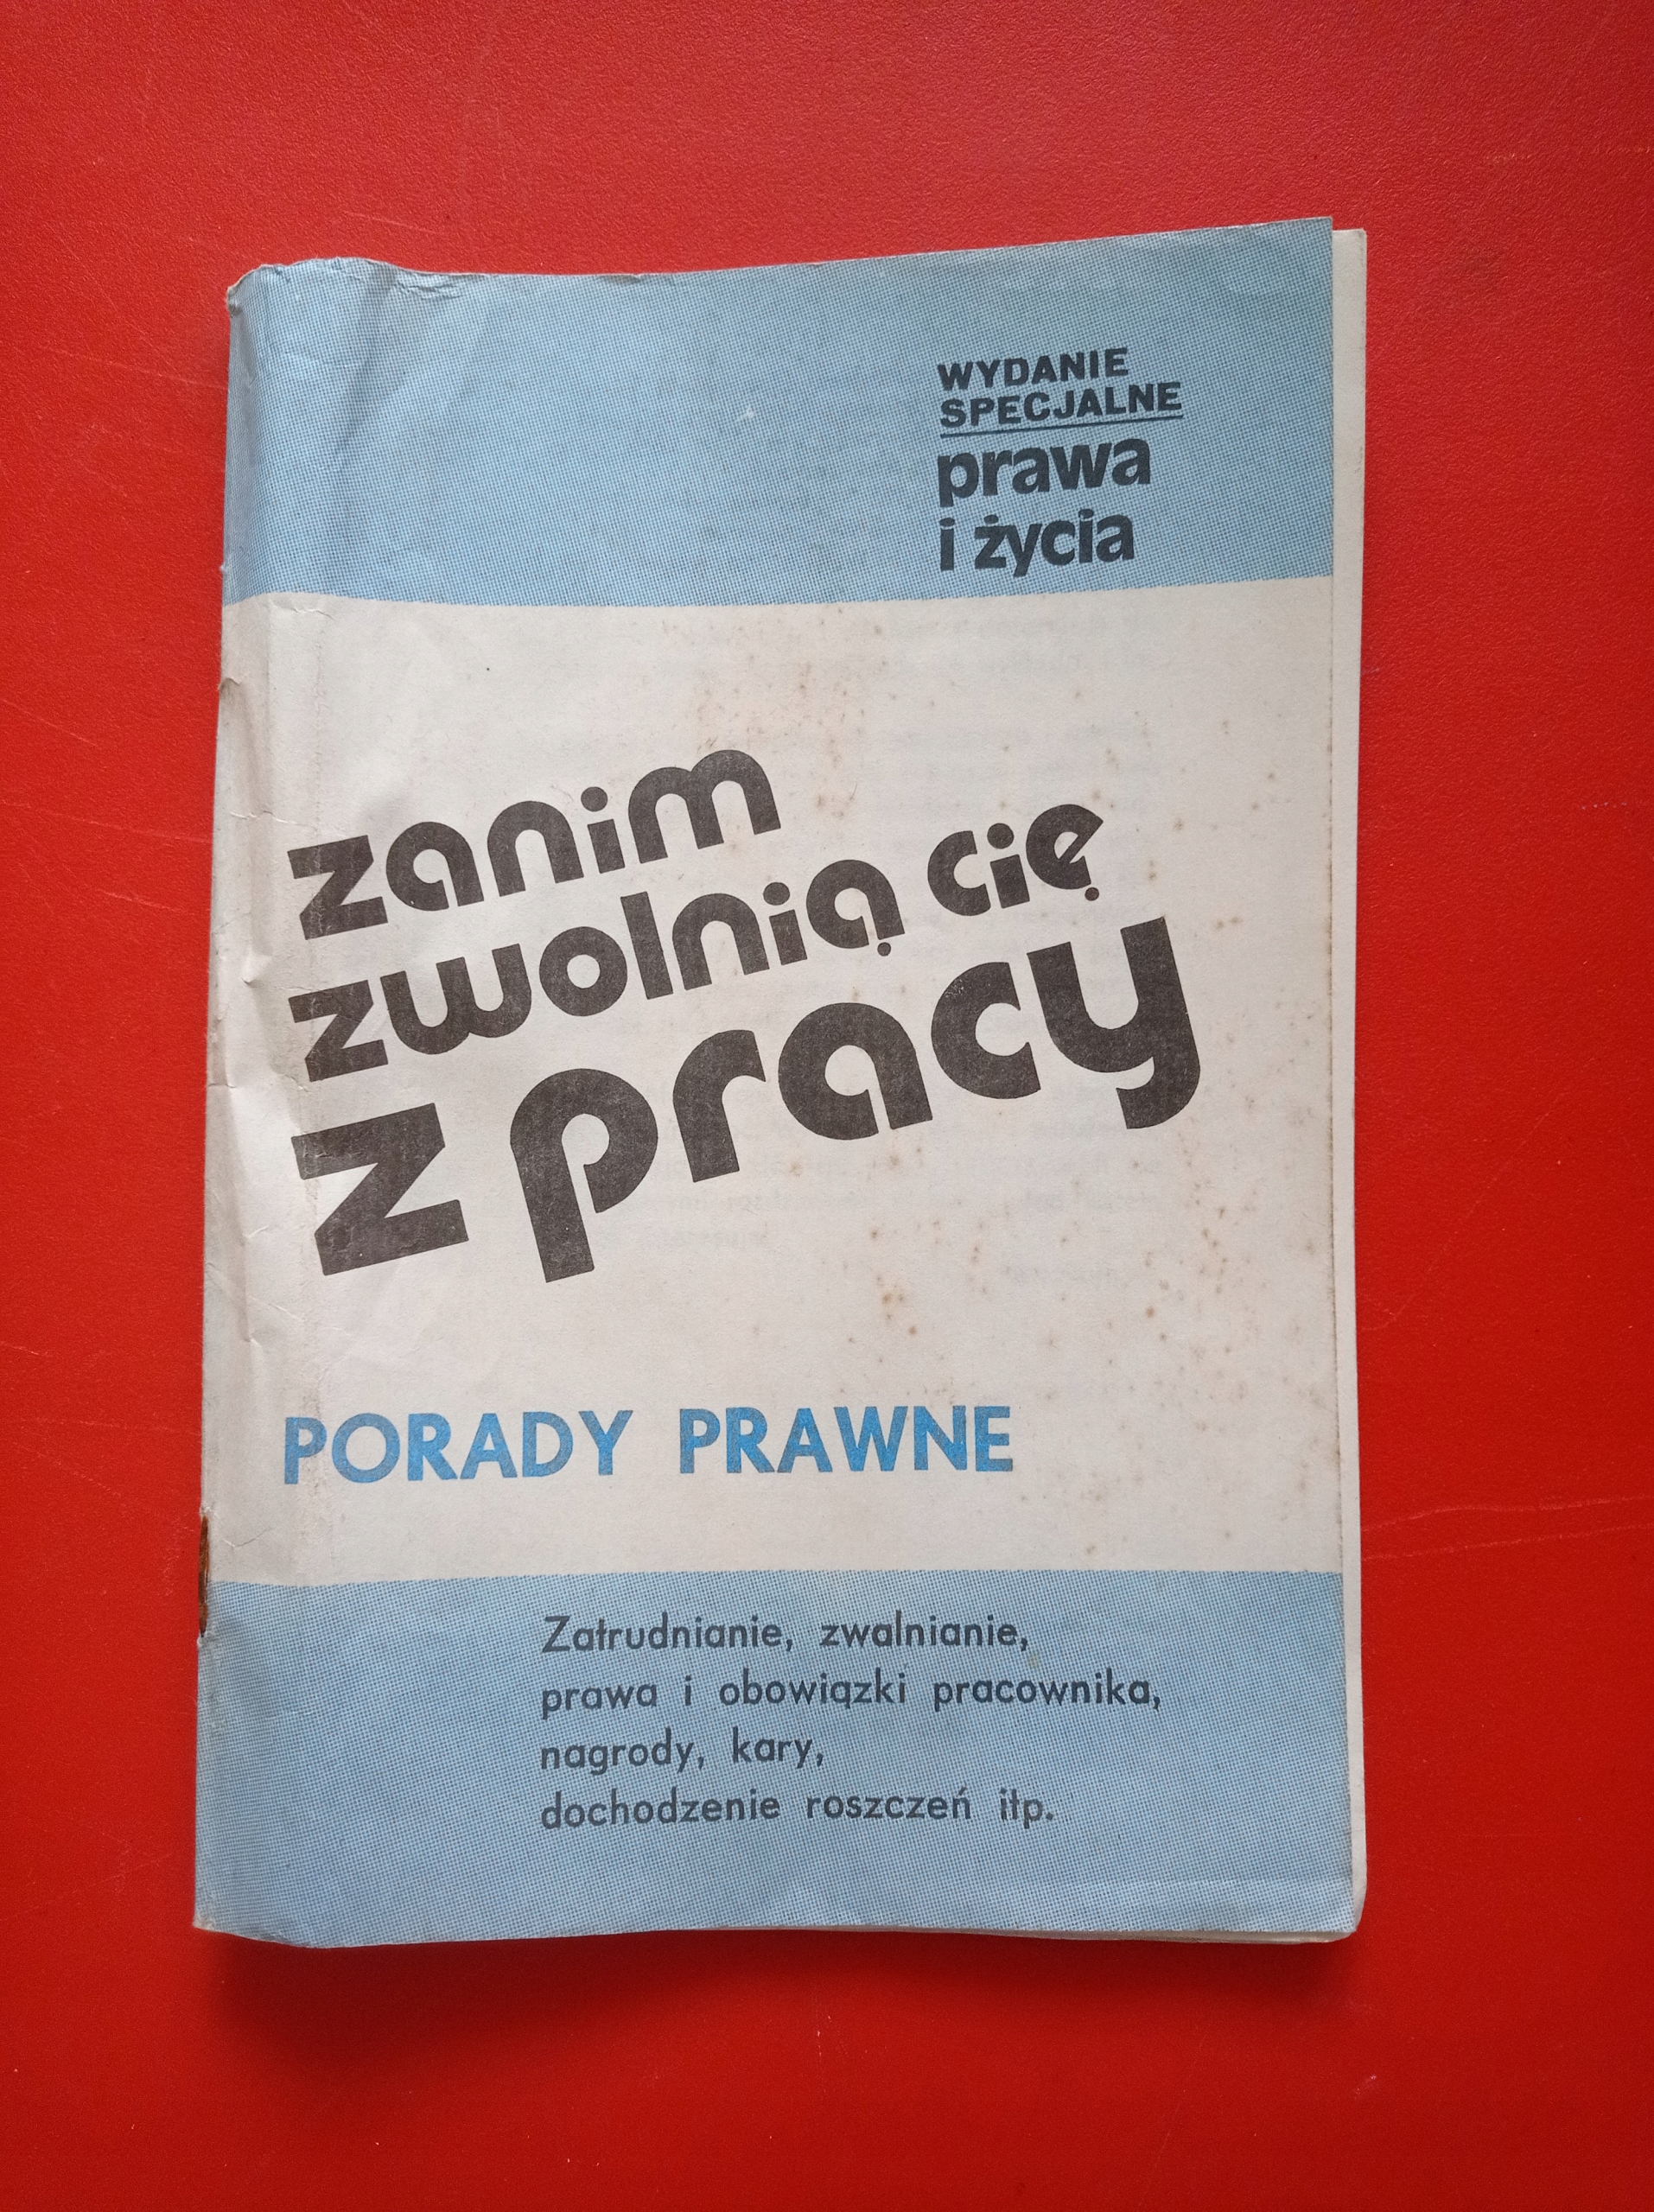 WYDANIE
SPECJALNE
prawa
i życia
zanim
zwolnią cię
z pracy
PORADY PRAWNE
Zatrudnianie, zwalnianie,
prawa i obowiązki pracownika,
nagrody, kary,
dochodzenie roszczeń itp.